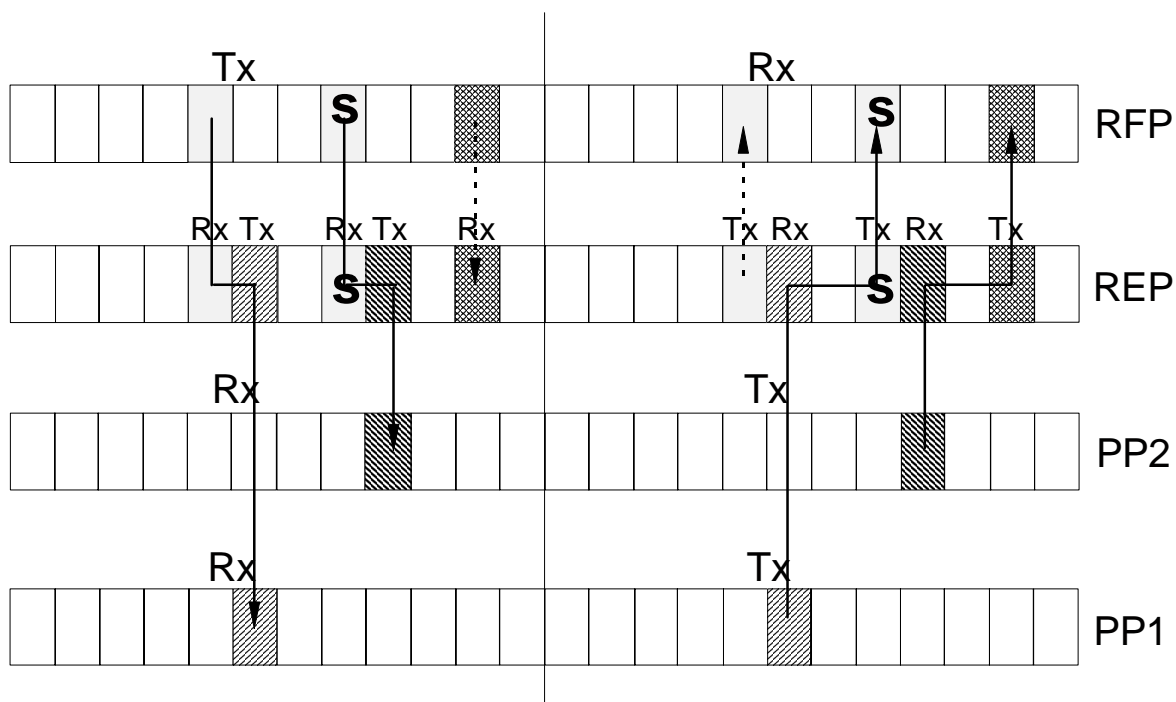 Tx Rx
S S RFP
Rx Tx Rx Tx Rx Tx Rx Tx Rx Tx
S S REP
Rx Tx
PP2
Rx Tx
PP1